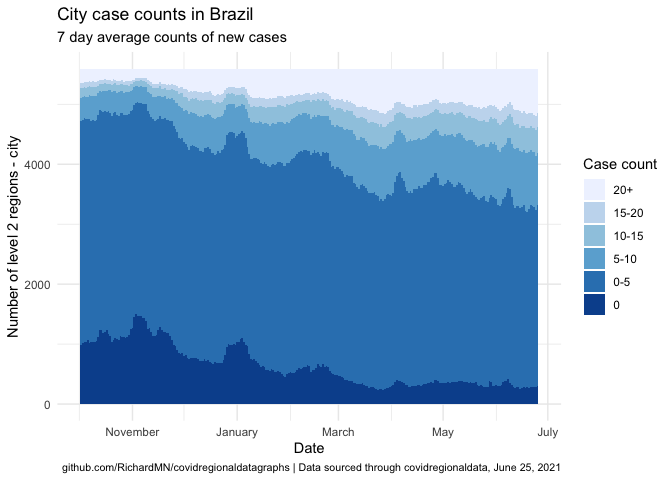 City case counts in Brazil
7 day average counts of new cases
Number of level 2 regions - city
4000
2000
0
November
January
March
May
July
Date
Case count
20+
15-20
10-15
5-10
0-5
0
github.com/RichardMN/covidregionaldatagraphs | Data sourced through covidregionaldata, June 25, 2021